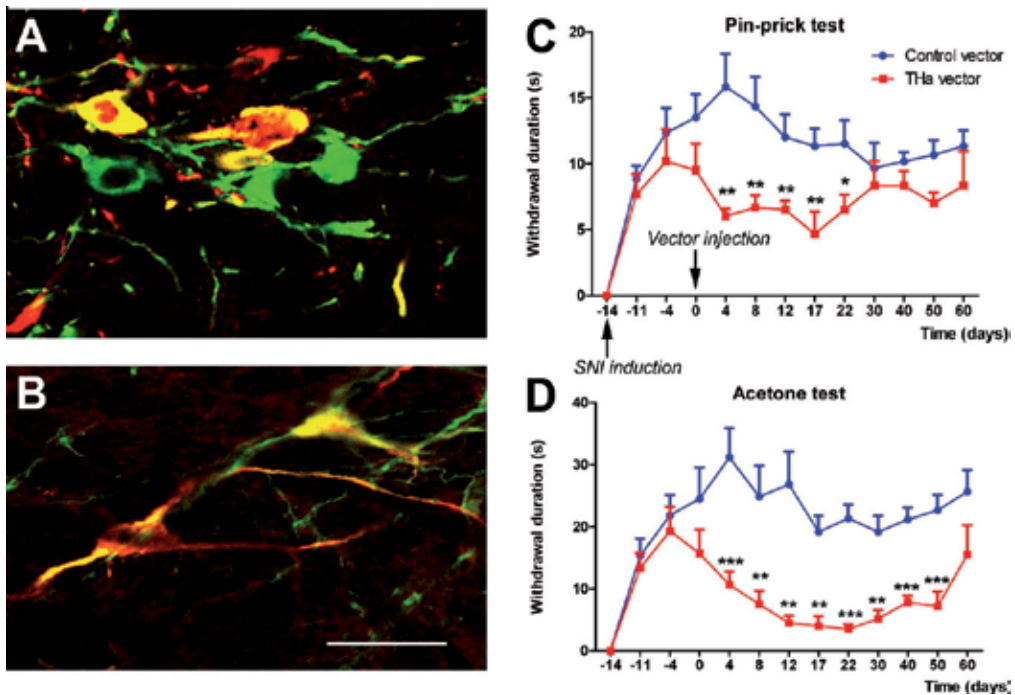 A
B
C
Pin-prick test
Withdrawal duration (s)
20
15
10
5
0
Control vector
THa vector
** ** ** ** *
Vector injection
-14 -11 -4 0 4 8 12 17 22 30 40 50 60
Time (days)
SNI induction
D
Acetone test
Withdrawal duration (s)
40
30
20
10
0
*** ** ** ** *** ** *** ***
-14 -11 -4 0 4 8 12 17 22 30 40 50 60
Time (days)